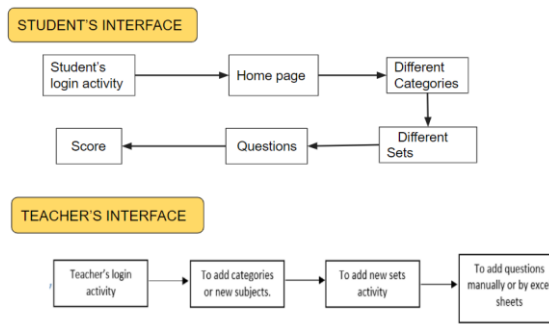 STUDENT'S INTERFACE
Student's
login activity
Home page
Different
Categories
Different
Sets
Questions
Score
TEACHER'S INTERFACE
Teacher's login
activity
To add categories
or new subjects.
To add new sets
activity
To add questions
manually or by excel
sheets